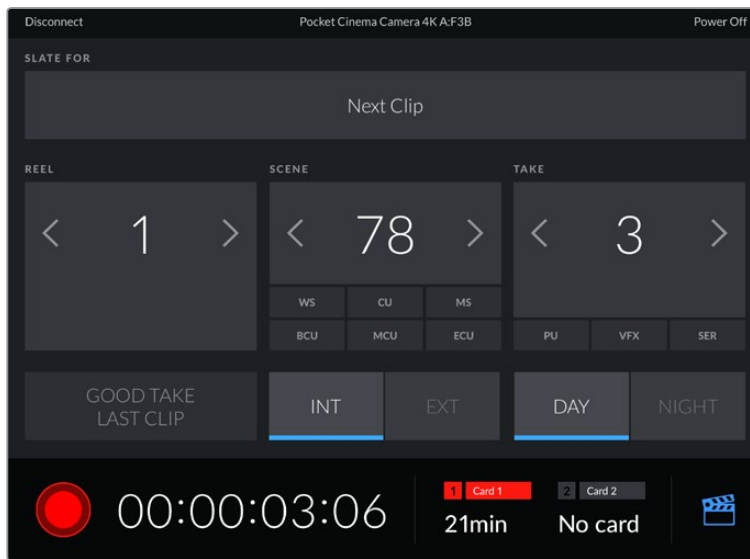 Disconnect Pocket Cinema Camera 4K A:F3B Power Off
SLATE FOR
Next Clip
REEL SCENE TAKE
1 78 3
WS CU MS
BCU MCU ECU PU VFX SER
GOOD TAKE
LAST CLIP
INT EXT DAY NIGHT
00:00:03:06
1 Card 1 2 Card 2
21min No card